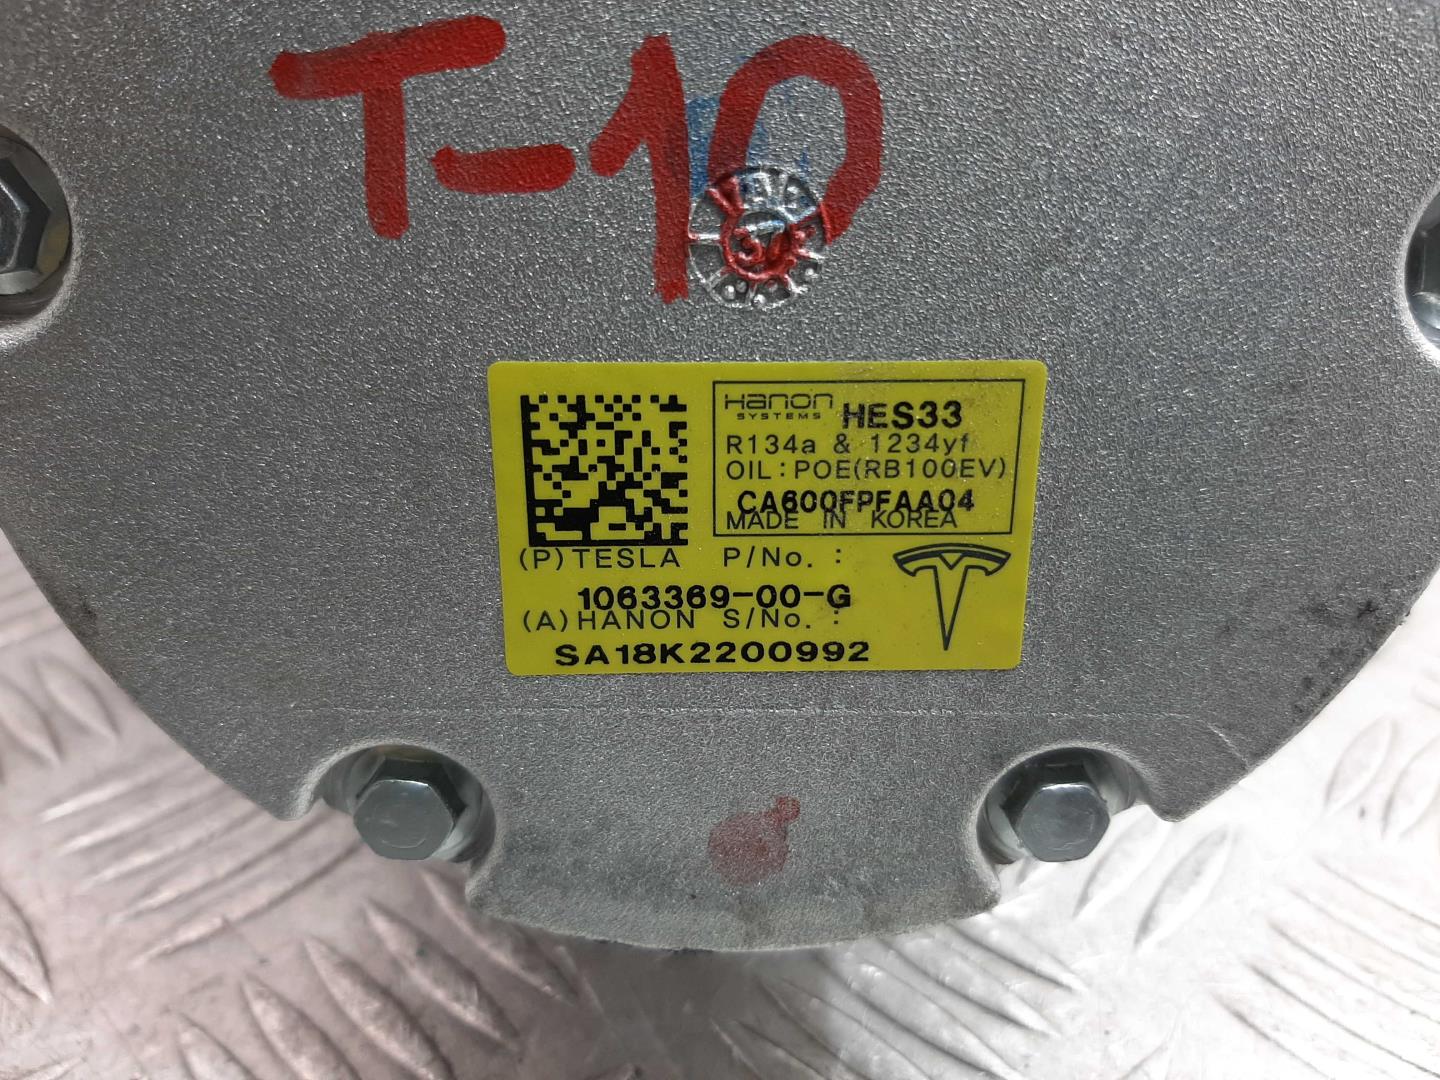 T-10
37
Hanon
SYSTEMS
HES33
R134a & 1234yf
OIL:POE(RB100EV)
CA600FPFAA04
MADE IN KOREA
(P)TESLA P/No. :
1063369-00-G
(A)HANON S/No. :
SA18K2200992